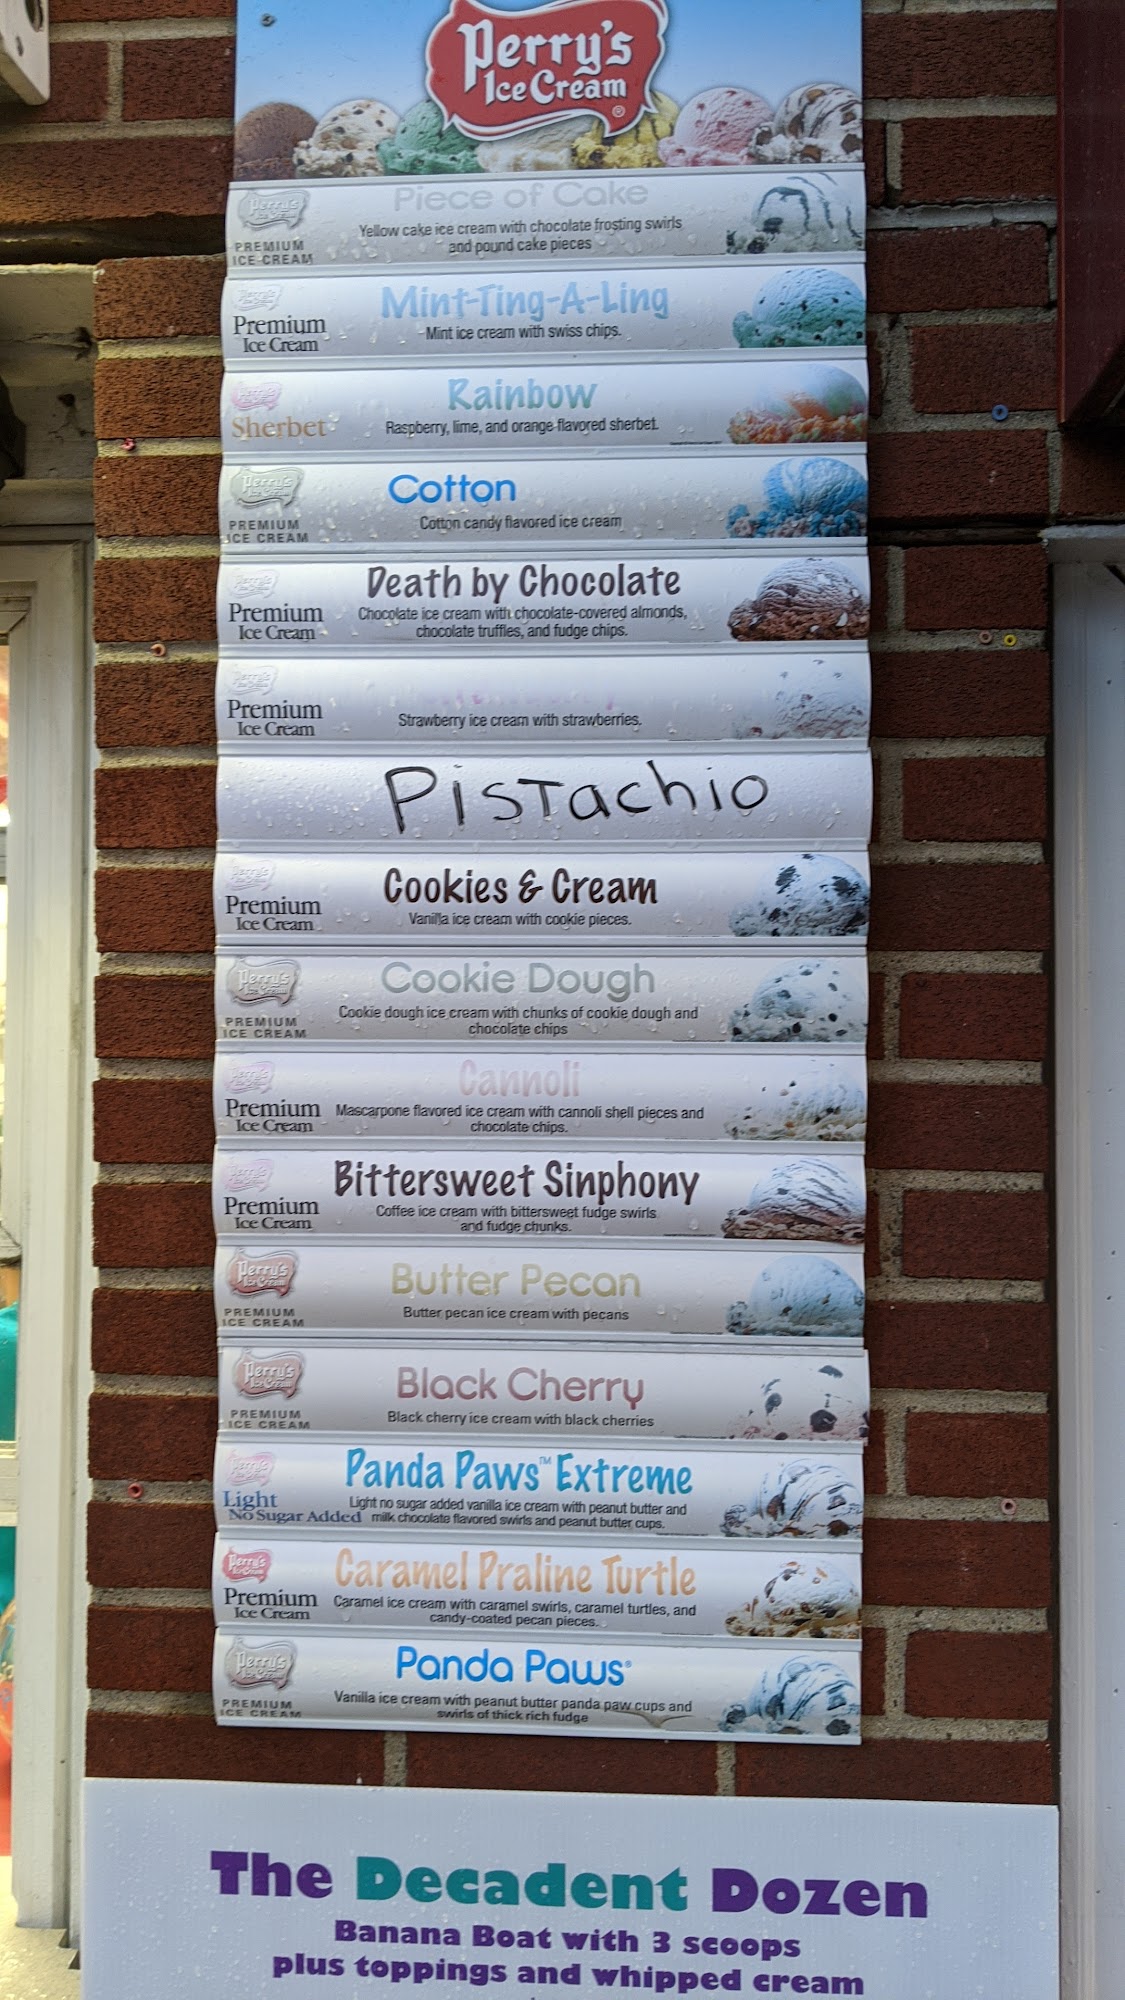 Perry's
Ice Cream
Perry's
Ice Cream
PREMIUM
ICE CREAM
Piece of Cake
Yellow cake ice cream with chocolate frosting swirls
and pound cake pieces
Perry's
Premium
Ice Cream
Mint-Ting-A-Ling
Mint ice cream with swiss chips.
Perry's
Sherbet
Rainbow
Raspberry, lime, and orange flavored sherbet.
Perry's
Ice Cream
PREMIUM
ICE CREAM
Cotton
Cotton candy flavored ice cream
Perry's
Premium
Ice Cream
Death by Chocolate
Chocolate ice cream with chocolate-covered almonds,
chocolate truffles, and fudge chips.
Perry's
Premium
Ice Cream
Strawberry ice cream with strawberries.
Pistachio
Perry's
Premium
Ice Cream
Cookies & Cream
Vanilla ice cream with cookie pieces.
Perry's
Ice Cream
PREMIUM
ICE CREAM
Cookie Dough
Cookie dough ice cream with chunks of cookie dough and
chocolate chips
Perry's
Premium
Ice Cream
Cannoli
Mascarpone flavored ice cream with cannoli shell pieces and
chocolate chips.
Perry's
Premium
Ice Cream
Bittersweet Sinphony
Coffee ice cream with bittersweet fudge swirls
and fudge chunks.
Perry's
Ice Cream
PREMIUM
ICE CREAM
Butter Pecan
Butter pecan ice cream with pecans
Perry's
Ice Cream
PREMIUM
ICE CREAM
Black Cherry
Black cherry ice cream with black cherries
Perry's
Light
No Sugar Added
Panda Paws™ Extreme
Light no sugar added vanilla ice cream with peanut butter and
milk chocolate flavored swirls and peanut butter cups.
Perry's
Ice Cream
Premium
Ice Cream
Caramel Praline Turtle
Caramel ice cream with caramel swirls, caramel turtles, and
candy-coated pecan pieces.
Perry's
Ice Cream
PREMIUM
ICE CREAM
Panda Paws®
Vanilla ice cream with peanut butter panda paw cups and
swirls of thick rich fudge
The Decadent Dozen
Banana Boat with 3 scoops
plus toppings and whipped cream